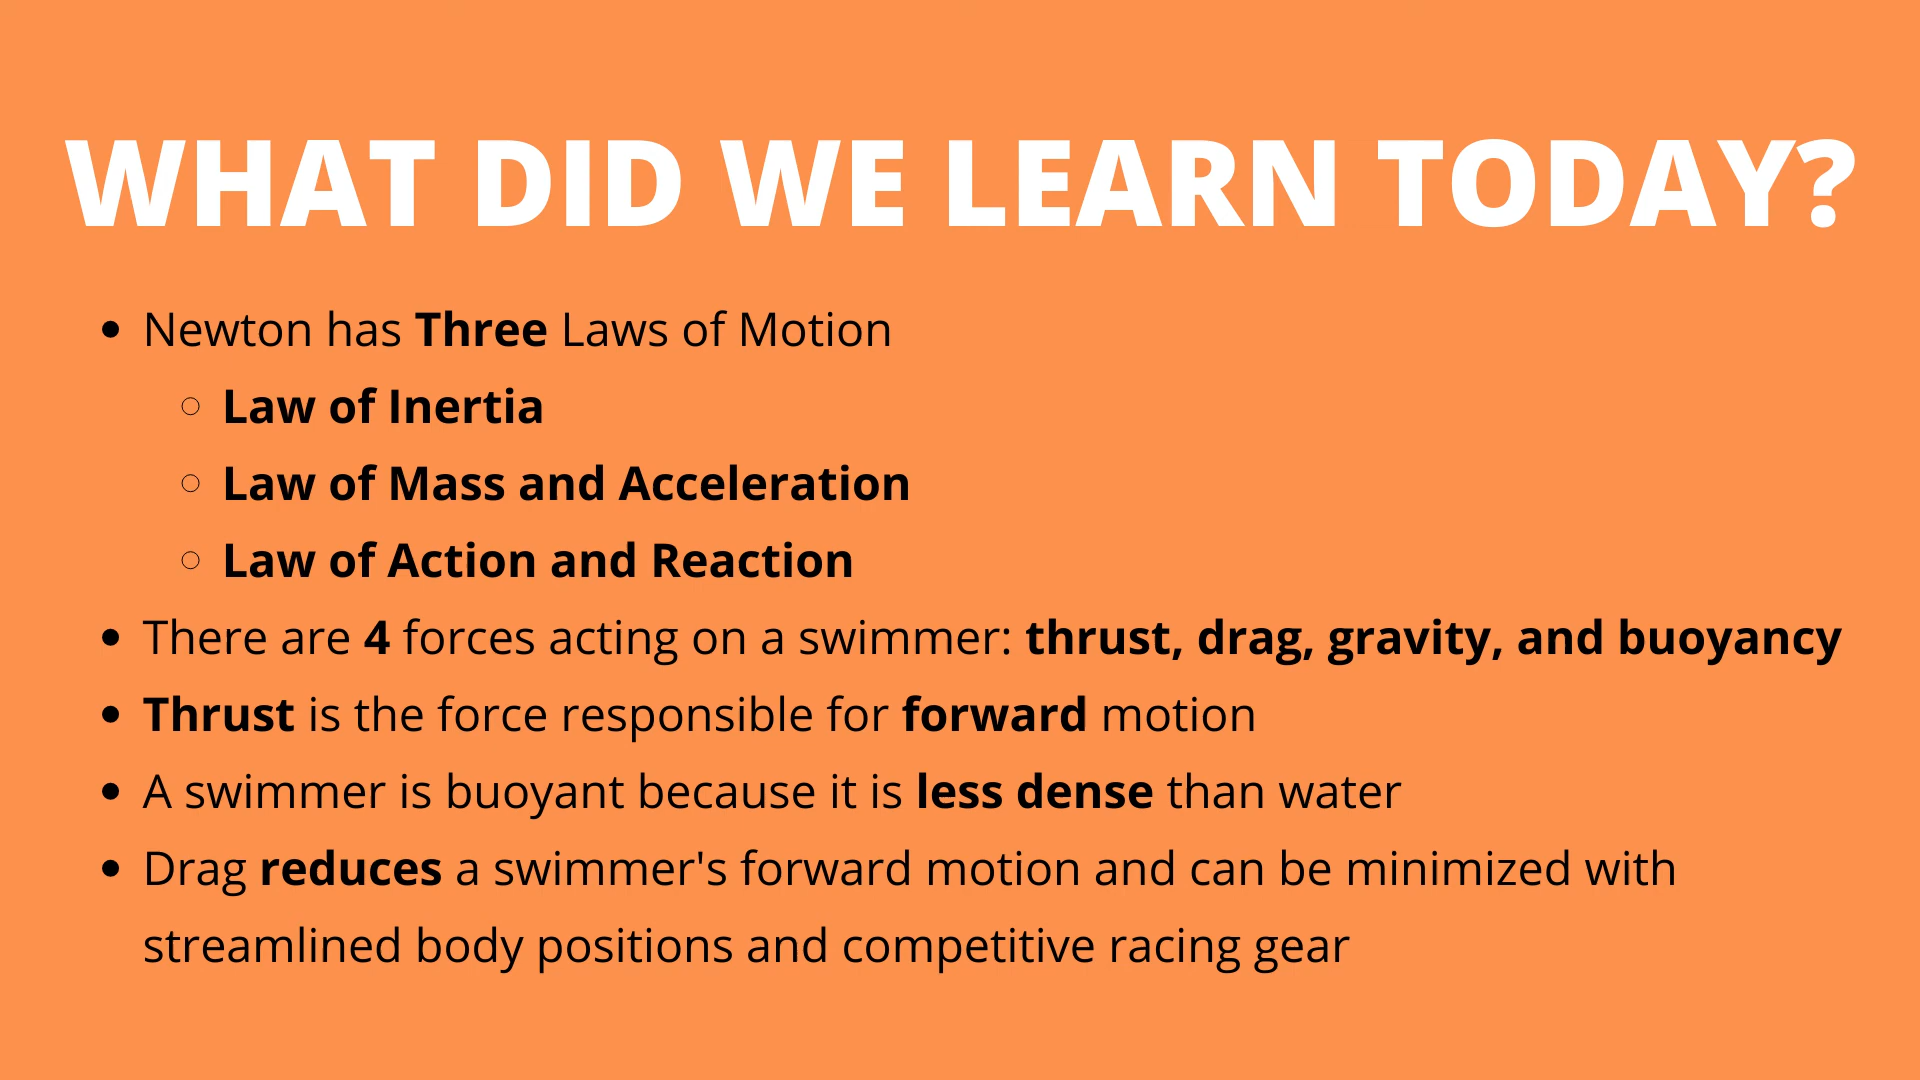 WHAT DID WE LEARN TODAY?
• Newton has Three Laws of Motion
○ Law of Inertia
○ Law of Mass and Acceleration
○ Law of Action and Reaction
• There are 4 forces acting on a swimmer: thrust, drag, gravity, and buoyancy
• Thrust is the force responsible for forward motion
• A swimmer is buoyant because it is less dense than water
• Drag reduces a swimmer's forward motion and can be minimized with
streamlined body positions and competitive racing gear